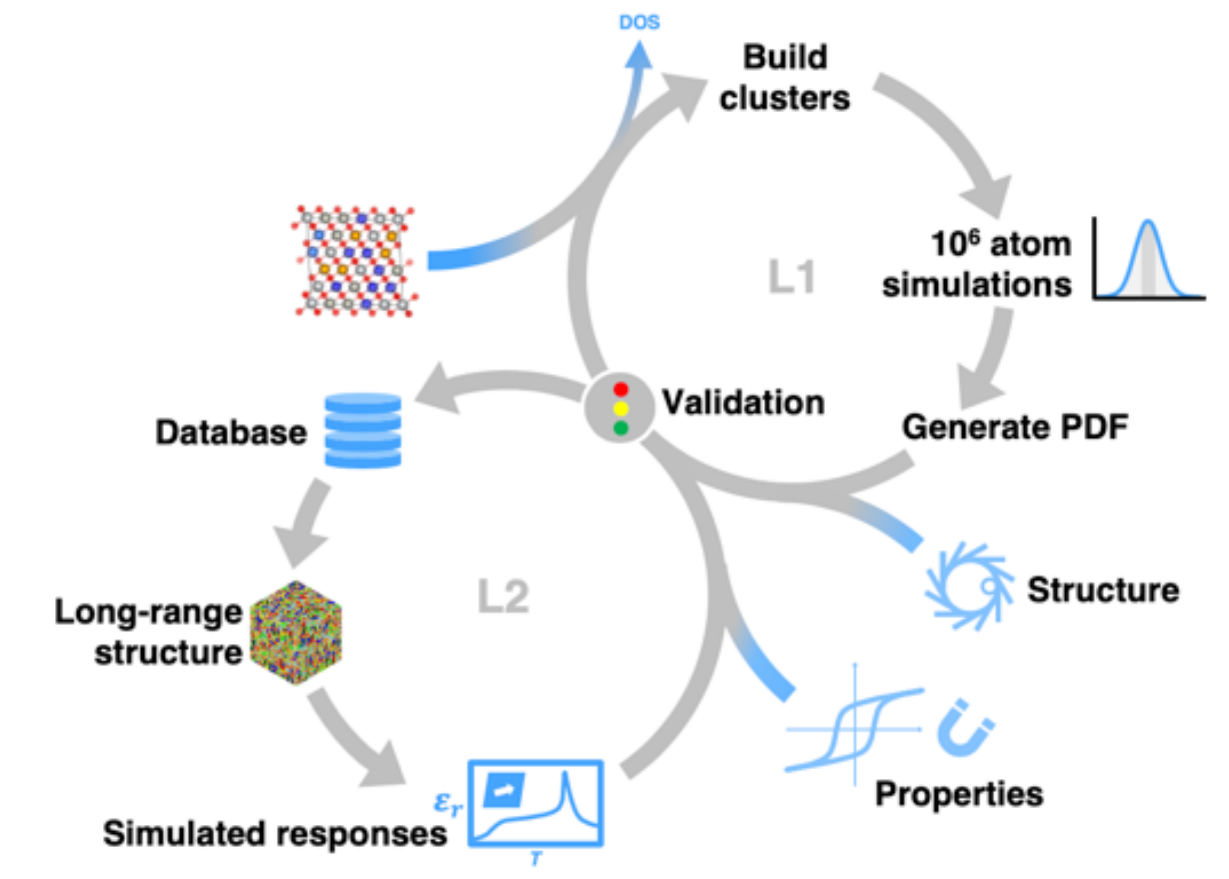 DOS
Build
clusters
10⁶ atom
simulations
L1
Validation
Generate PDF
Database
Structure
L2
Long-range
structure
Properties
εr
T
Simulated responses